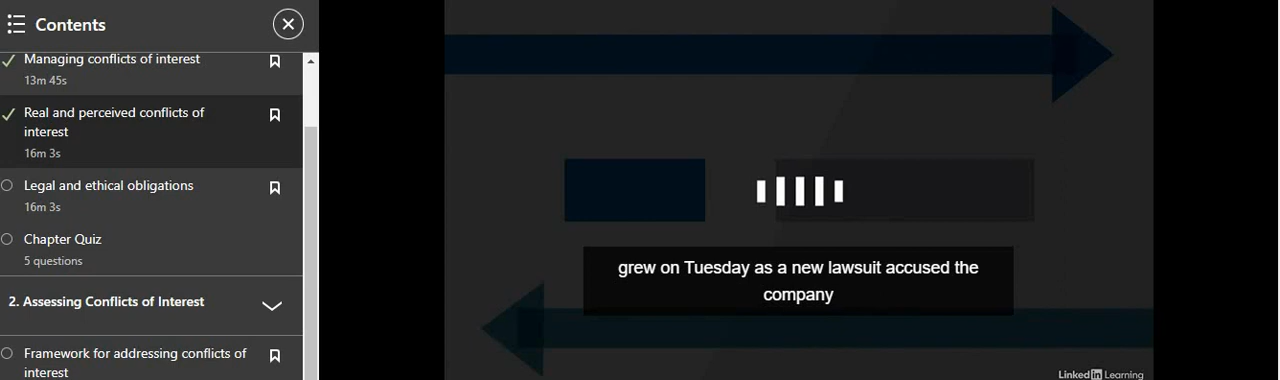 Contents
Managing conflicts of interest
13m 45s
Real and perceived conflicts of
interest
16m 3s
Legal and ethical obligations
16m 3s
Chapter Quiz
5 questions
2. Assessing Conflicts of Interest
Framework for addressing conflicts of
interest
grew on Tuesday as a new lawsuit accused the
company
Linked in Learning